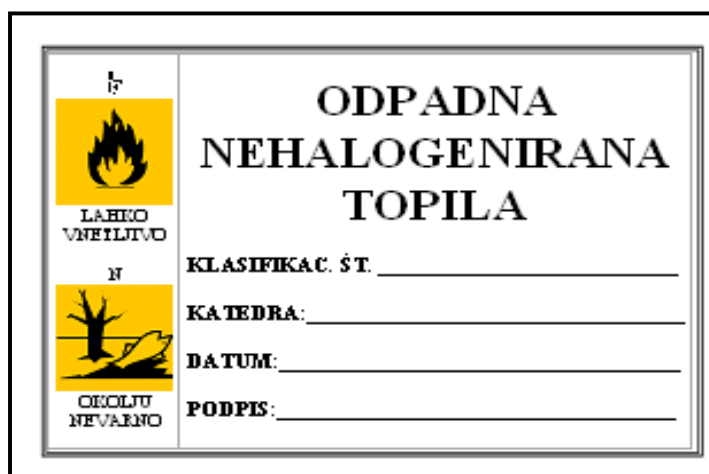 ODPADNA
NEHALOGENIRANA
TOPILA
LAHKO
VNETLJIVO
N
OKOLJU
NEVARNO
KLASIFIKAC. ŠT.
KATEDRA:
DATUM:
PODPIS: